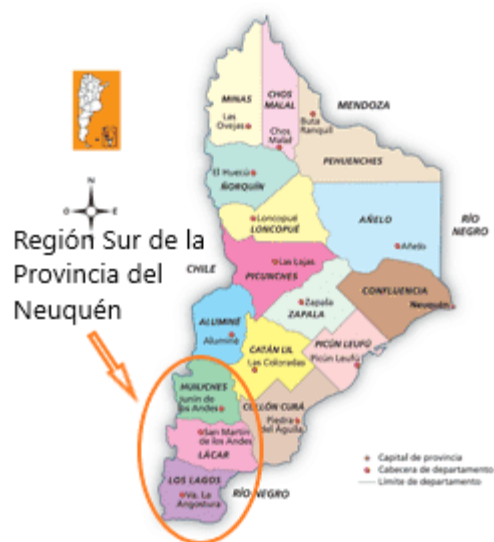 MINAS
Las Ovejas
CHOS MALAL
Chos Malal
MENDOZA
Buta Ranquil
PEHUENCHES
El Huecú
ÑORQUÍN
N
O
E
Loncopué
LONCOPUÉ
AÑELO
Añelo
RÍO NEGRO
Región Sur de la
Provincia del
Neuquén
CHILE
Las Lajas
PICUNCHES
CONFLUENCIA
Neuquén
Zapala
ZAPALA
ALUMINÉ
Aluminé
CATÁN LIL
Las Coloradas
PICÚN LEUFÚ
Picún Leufú
HUILICHES
Junín de los Andes
COLLÓN CURÁ
Piedra del Águila
San Martín de los Andes
LÁCAR
LOS LAGOS
Va. La Angostura
RÍO NEGRO
Capital de provincia
Cabecera de departamento
Límite de departamento